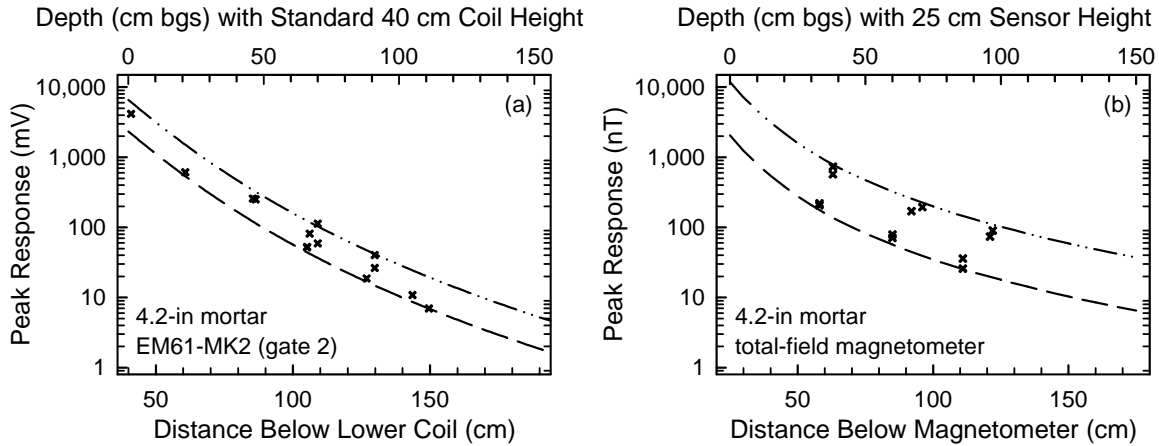 Depth (cm bgs) with Standard 40 cm Coil Height
0 50 100 150
10,000
1,000
100
10
1
Peak Response (mV)
(a)
4.2-in mortar
EM61-MK2 (gate 2)
50 100 150
Distance Below Lower Coil (cm)
Depth (cm bgs) with 25 cm Sensor Height
0 50 100 150
10,000
1,000
100
10
1
Peak Response (nT)
(b)
4.2-in mortar
total-field magnetometer
50 100 150
Distance Below Magnetometer (cm)